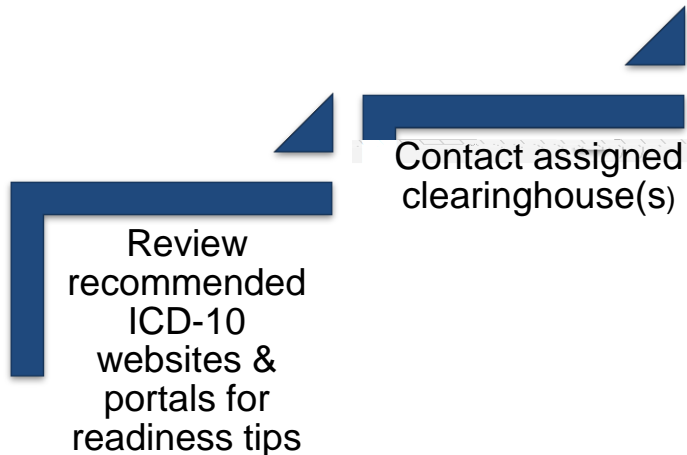 Contact assigned
clearinghouse(s)
Review
recommended
ICD-10
websites &
portals for
readiness tips